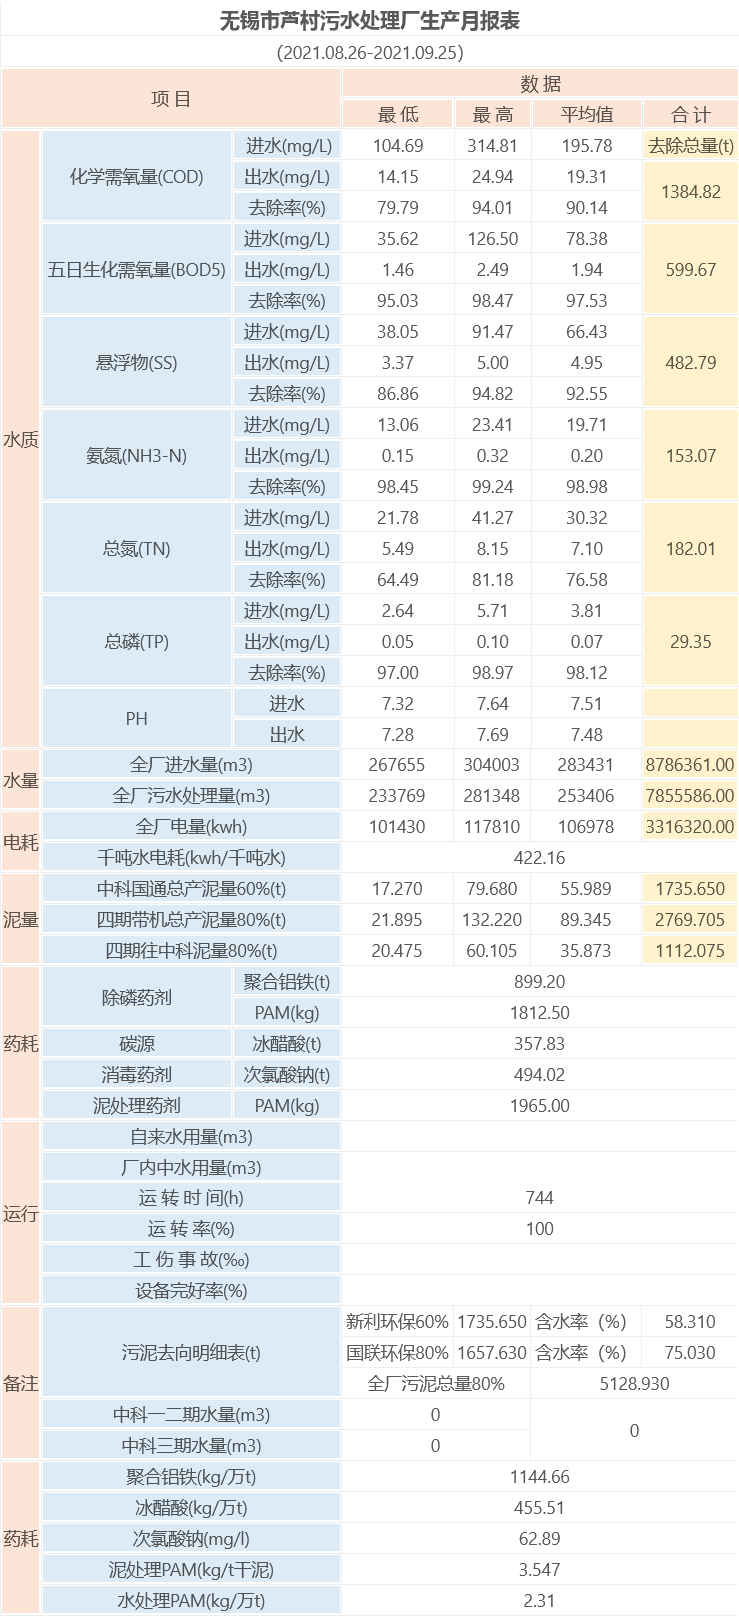 无锡市芦村污水处理厂生产月报表
(2021.08.26-2021.09.25)
项 目 数 据
最 低 最 高 平均值 合 计
水质 化学需氧量(COD) 进水(mg/L) 104.69 314.81 195.78 去除总量(t)
出水(mg/L) 14.15 24.94 19.31 1384.82
去除率(%) 79.79 94.01 90.14
五日生化需氧量(BOD5) 进水(mg/L) 35.62 126.50 78.38 599.67
出水(mg/L) 1.46 2.49 1.94
去除率(%) 95.03 98.47 97.53
悬浮物(SS) 进水(mg/L) 38.05 91.47 66.43 482.79
出水(mg/L) 3.37 5.00 4.95
去除率(%) 86.86 94.82 92.55
氨氮(NH3-N) 进水(mg/L) 13.06 23.41 19.71 153.07
出水(mg/L) 0.15 0.32 0.20
去除率(%) 98.45 99.24 98.98
总氮(TN) 进水(mg/L) 21.78 41.27 30.32 182.01
出水(mg/L) 5.49 8.15 7.10
去除率(%) 64.49 81.18 76.58
总磷(TP) 进水(mg/L) 2.64 5.71 3.81 29.35
出水(mg/L) 0.05 0.10 0.07
去除率(%) 97.00 98.97 98.12
PH 进水 7.32 7.64 7.51
出水 7.28 7.69 7.48
水量 全厂进水量(m3) 267655 304003 283431 8786361.00
全厂污水处理量(m3) 233769 281348 253406 7855586.00
电耗 全厂电量(kwh) 101430 117810 106978 3316320.00
千吨水电耗(kwh/千吨水) 422.16
泥量 中科国通总产泥量60%(t) 17.270 79.680 55.989 1735.650
四期带机总产泥量80%(t) 21.895 132.220 89.345 2769.705
四期往中科泥量80%(t) 20.475 60.105 35.873 1112.075
药耗 除磷药剂 聚合铝铁(t) 899.20
PAM(kg) 1812.50
碳源 冰醋酸(t) 357.83
消毒药剂 次氯酸钠(t) 494.02
泥处理药剂 PAM(kg) 1965.00
运行 自来水用量(m3)
厂内中水用量(m3)
运 转 时 间(h) 744
运 转 率(%) 100
工 伤 事 故(‰)
设备完好率(%)
备注 污泥去向明细表(t) 新利环保60% 1735.650 含水率（%） 58.310
国联环保80% 1657.630 含水率（%） 75.030
全厂污泥总量80% 5128.930
中科一二期水量(m3) 0 0
中科三期水量(m3) 0
药耗 聚合铝铁(kg/万t) 1144.66
冰醋酸(kg/万t) 455.51
次氯酸钠(mg/l) 62.89
泥处理PAM(kg/t干泥) 3.547
水处理PAM(kg/万t) 2.31